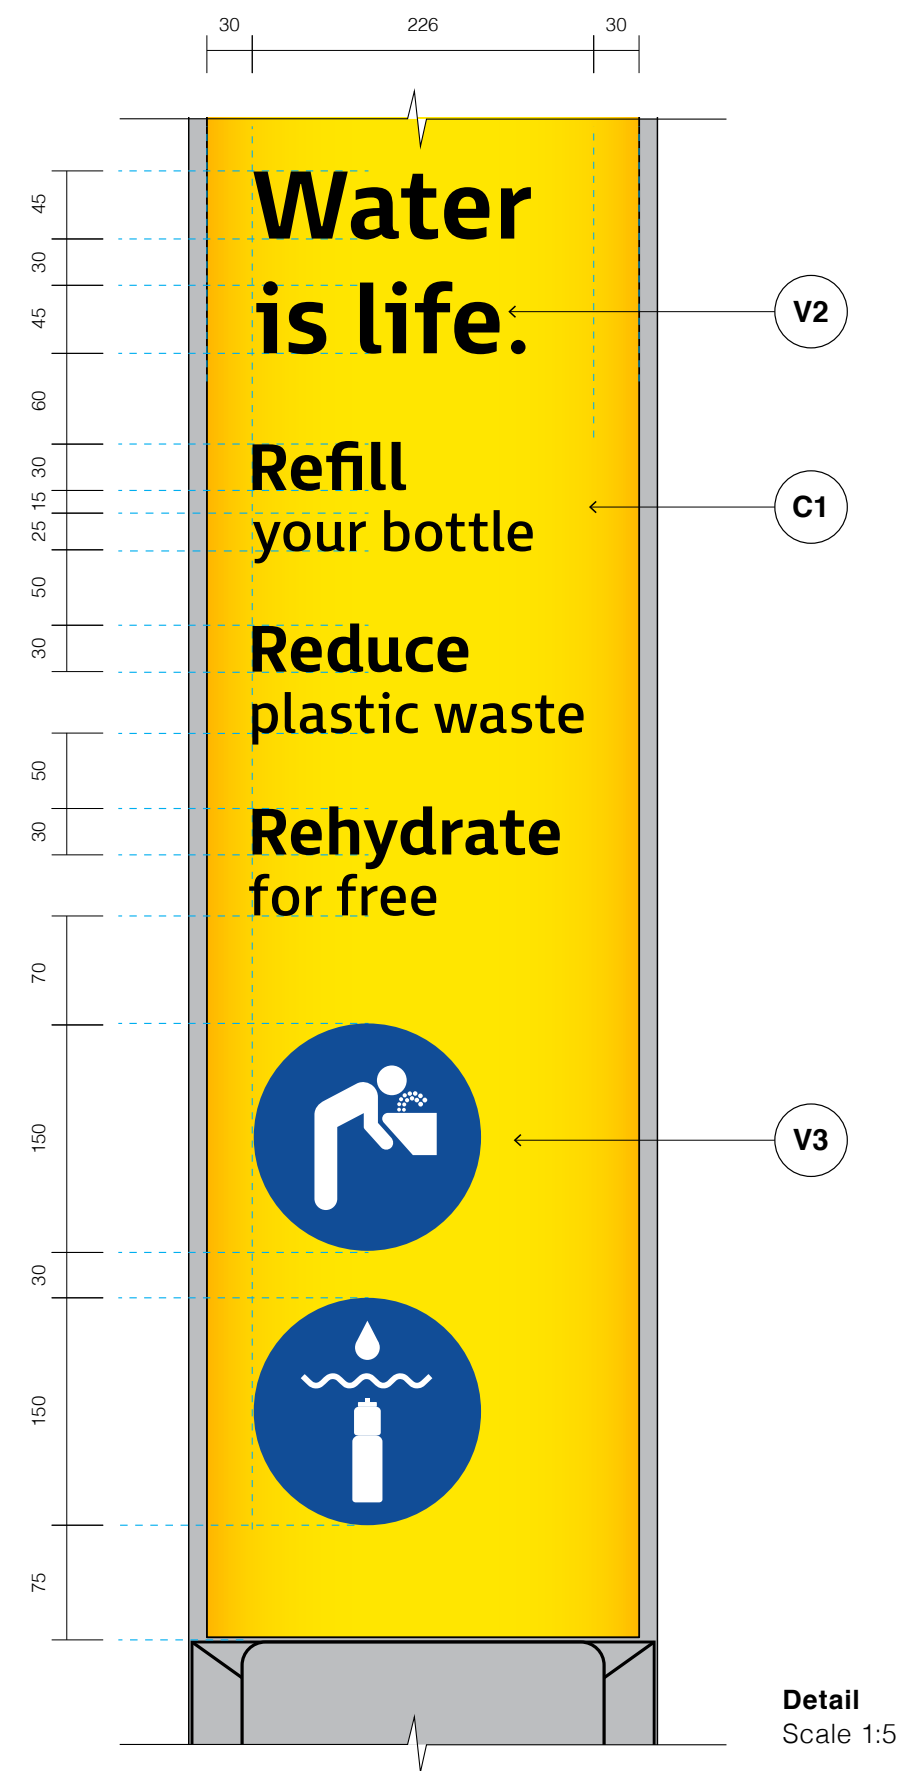 30 226 30
Water
is life.
Refill
your bottle
Reduce
plastic waste
Rehydrate
for free
45
30
45
60
30
15
25
50
30
50
30
70
150
30
150
75
V2
C1
V3
Detail
Scale 1:5